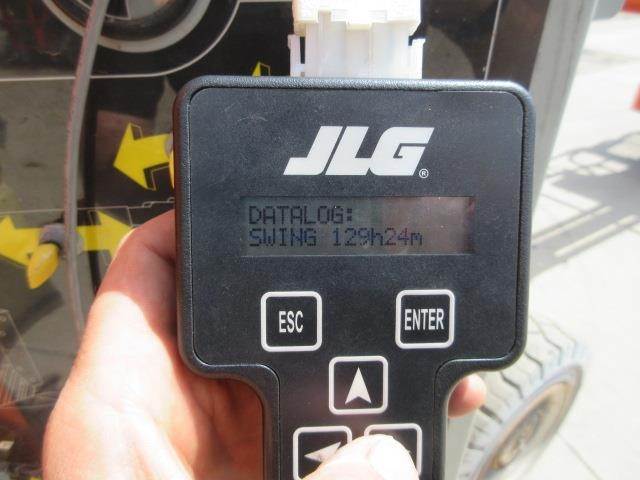 JLG®
DATALOG:
SWING 129h24m
ESC
ENTER